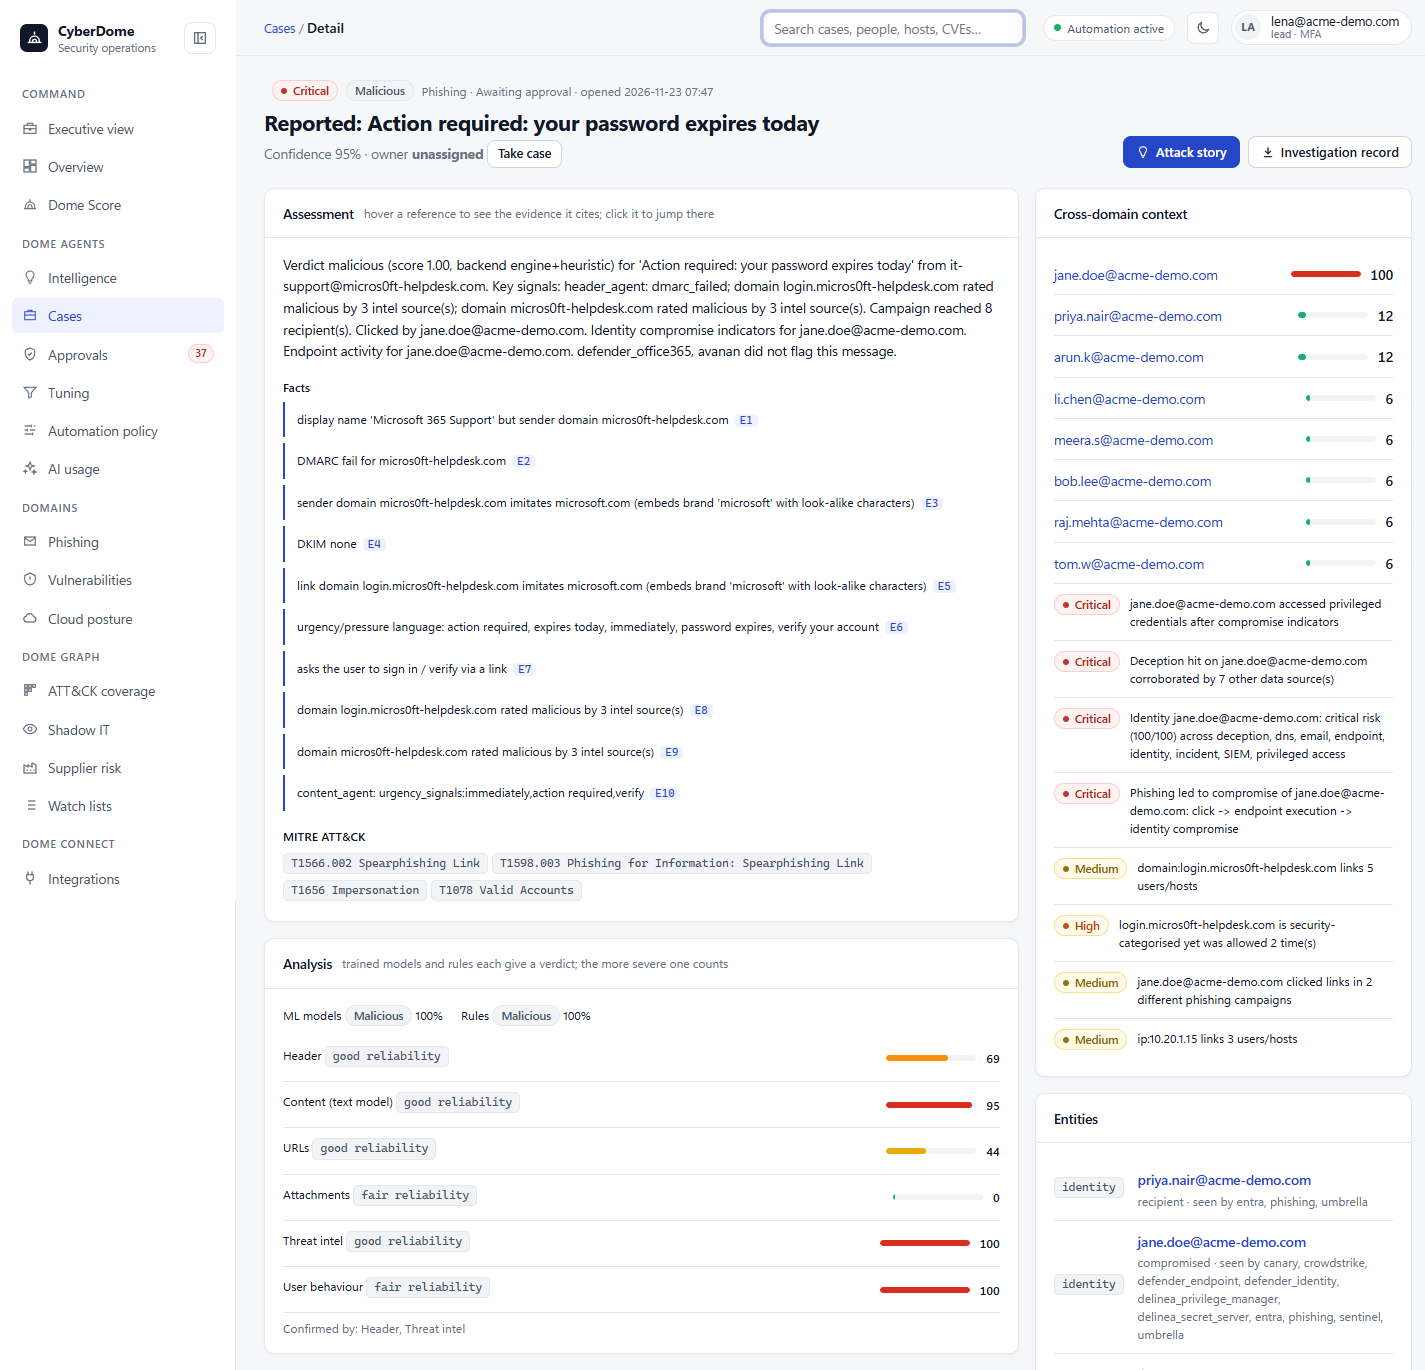 CyberDome
Security operations
COMMAND
Executive view
Overview
Dome Score
DOME AGENTS
Intelligence
Cases
Approvals 37
Tuning
Automation policy
AI usage
DOMAINS
Phishing
Vulnerabilities
Cloud posture
DOME GRAPH
ATT&CK coverage
Shadow IT
Supplier risk
Watch lists
DOME CONNECT
Integrations
Cases / Detail
Search cases, people, hosts, CVEs...
Automation active
LA
lena@acme-demo.com
lead · MFA
Critical Malicious Phishing · Awaiting approval · opened 2026-11-23 07:47
Reported: Action required: your password expires today
Confidence 95% · owner unassigned Take case
Attack story
Investigation record
Assessment hover a reference to see the evidence it cites; click it to jump there
Verdict malicious (score 1.00, backend engine+heuristic) for 'Action required: your password expires today' from it-
support@micros0ft-helpdesk.com. Key signals: header_agent: dmarc_failed; domain login.micros0ft-helpdesk.com rated
malicious by 3 intel source(s); domain micros0ft-helpdesk.com rated malicious by 3 intel source(s). Campaign reached 8
recipient(s). Clicked by jane.doe@acme-demo.com. Identity compromise indicators for jane.doe@acme-demo.com.
Endpoint activity for jane.doe@acme-demo.com. defender_office365, avanan did not flag this message.
Facts
display name 'Microsoft 365 Support' but sender domain micros0ft-helpdesk.com E1
DMARC fail for micros0ft-helpdesk.com E2
sender domain micros0ft-helpdesk.com imitates microsoft.com (embeds brand 'microsoft' with look-alike characters) E3
DKIM none E4
link domain login.micros0ft-helpdesk.com imitates microsoft.com (embeds brand 'microsoft' with look-alike characters) E5
urgency/pressure language: action required, expires today, immediately, password expires, verify your account E6
asks the user to sign in / verify via a link E7
domain login.micros0ft-helpdesk.com rated malicious by 3 intel source(s) E8
domain micros0ft-helpdesk.com rated malicious by 3 intel source(s) E9
content_agent: urgency_signals:immediately,action required,verify E10
MITRE ATT&CK
T1566.002 Spearphishing Link T1598.003 Phishing for Information: Spearphishing Link
T1656 Impersonation T1078 Valid Accounts
Analysis trained models and rules each give a verdict; the more severe one counts
ML models Malicious 100% Rules Malicious 100%
Header good reliability 69
Content (text model) good reliability 95
URLs good reliability 44
Attachments fair reliability 0
Threat intel good reliability 100
User behaviour fair reliability 100
Confirmed by: Header, Threat intel
Cross-domain context
jane.doe@acme-demo.com 100
priya.nair@acme-demo.com 12
arun.k@acme-demo.com 12
li.chen@acme-demo.com 6
meera.s@acme-demo.com 6
bob.lee@acme-demo.com 6
raj.mehta@acme-demo.com 6
tom.w@acme-demo.com 6
Critical jane.doe@acme-demo.com accessed privileged
credentials after compromise indicators
Critical Deception hit on jane.doe@acme-demo.com
corroborated by 7 other data source(s)
Critical Identity jane.doe@acme-demo.com: critical risk
(100/100) across deception, dns, email, endpoint,
identity, incident, SIEM, privileged access
Critical Phishing led to compromise of jane.doe@acme-
demo.com: click -> endpoint execution ->
identity compromise
Medium domain:login.micros0ft-helpdesk.com links 5
users/hosts
High login.micros0ft-helpdesk.com is security-
categorised yet was allowed 2 time(s)
Medium jane.doe@acme-demo.com clicked links in 2
different phishing campaigns
Medium ip:10.20.1.15 links 3 users/hosts
Entities
identity priya.nair@acme-demo.com
recipient · seen by entra, phishing, umbrella
identity jane.doe@acme-demo.com
compromised · seen by canary, crowdstrike,
defender_endpoint, defender_identity,
delinea_privilege_manager,
delinea_secret_server, entra, phishing, sentinel,
umbrella